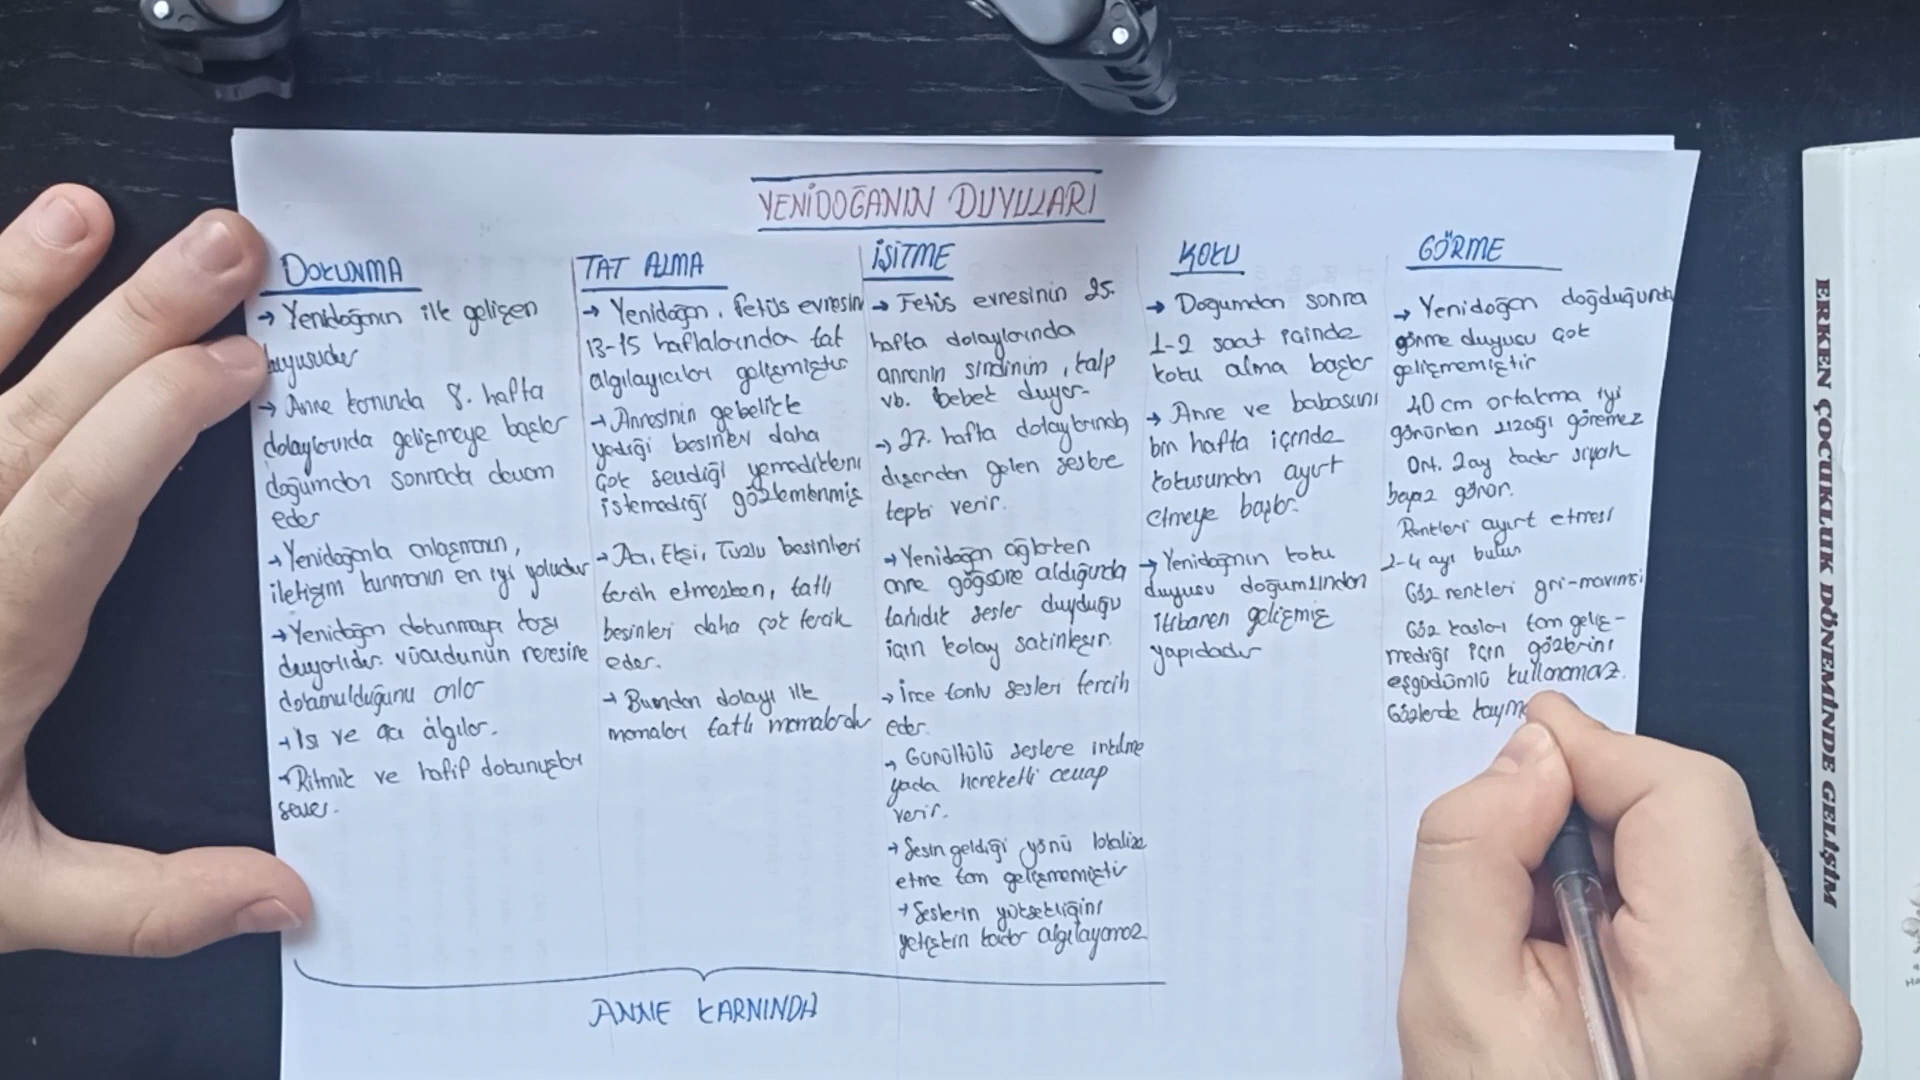 YENİDOĞANIN DUYULARI
DOKUNMA
→ Yenidoğanın ilk gelişen
duyusudur
→ Anne karnında 8. hafta
dolaylarında gelişmeye başlar
doğumdan sonrada devam
eder
→ Yenidoğanla anlaşmanın,
iletişim kurmanın en iyi yoludur
→ Yenidoğan dokunmaya karşı
duyarlıdır. vücudunun neresine
dokunulduğunu anlar
→ Isı ve acı algılar.
→ Ritmik ve hafif dokunuşları
sever.
TAT ALMA
→ Yenidoğan, fetüs evresin
13-15 haftalarında tat
algılayıcıları gelişmiştir
→ Annesinin gebelikte
yediği besinleri daha
çok sevdiği yemediklerini
istemediği gözlemlenmiş
→ Acı, Ekşi, Tuzlu besinleri
tercih etmezken, tatlı
besinleri daha çok tercih
eder.
→ Bundan dolayı ilk
mamalar tatlı mamalardır
İŞİTME
→ Fetüs evresinin 25.
hafta dolaylarında
annenin sindirim, kalp
vb. bebek duyar.
→ 27. hafta dolaylarında,
dışarıdan gelen seslere
tepki verir.
→ Yenidoğan ağlarken
anne göğsüne aldığında
tanıdık sesler duyduğu
için kolay sakinleşir.
→ İnce tonlu sesleri tercih
eder.
→ Gürültülü seslere irkilme
yada hareketli cevap
verir.
→ Sesin geldiği yönü lokalize
etme tam gelişmemiştir
→ Seslerin yüksekliğini
yetişkin kadar algılayamaz
KOKU
→ Doğumdan sonra
1-2 saat içinde
koku alma başlar
→ Anne ve babasını
bir hafta içinde
kokusundan ayırt
etmeye başlar.
→ Yenidoğanın koku
duyusu doğumundan
itibaren gelişmiş
yapıdadır
GÖRME
→ Yenidoğan doğduğunda
görme duyusu çok
gelişmemiştir
40 cm ortalama iyi
görürken uzağı göremez
Ort. 2 ay kadar siyah
beyaz görür.
Renkleri ayırt etmesi
2-4 ayı bulur
Göz renkleri gri-mavimsi
Göz kasları tam geliş-
mediği için gözlerini
eşgüdümlü kullanamaz.
Gözlerde kayma
ANNE KARNINDA
ERKEN ÇOCUKLUK DÖNEMİNDE GELİŞİM